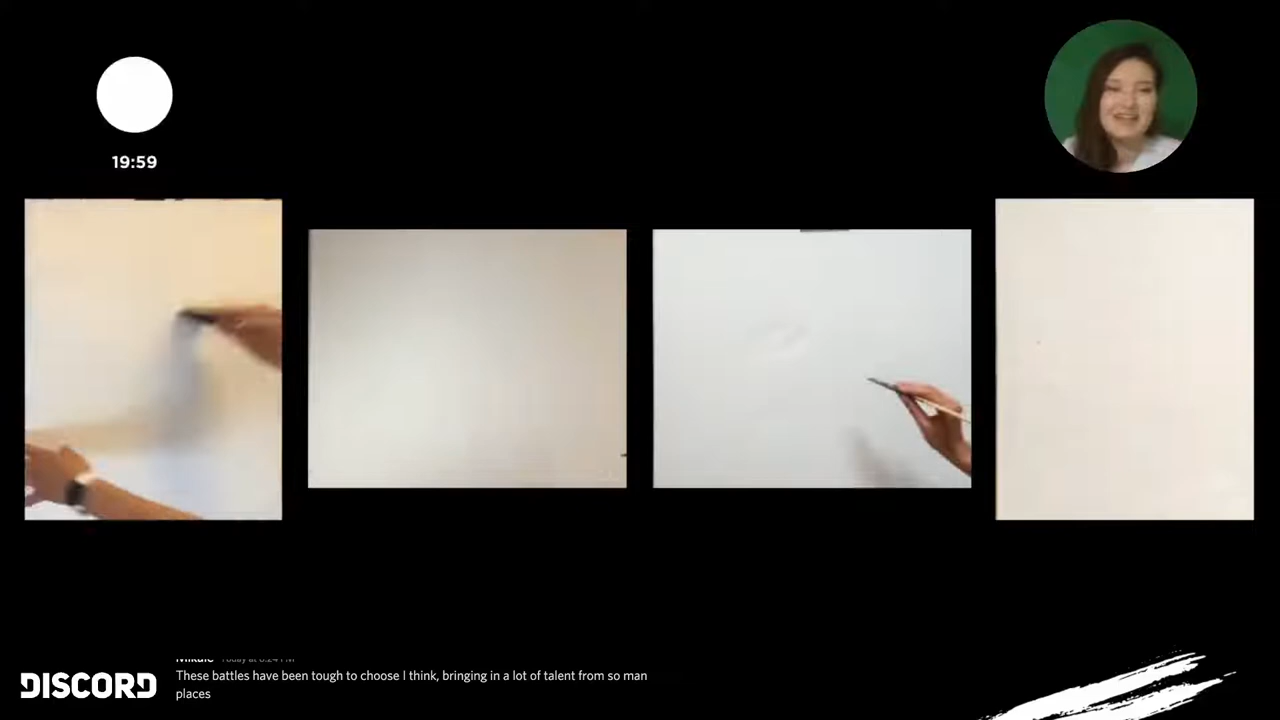 19:59
DISCORD
These battles have been tough to choose I think, bringing in a lot of talent from so man
places